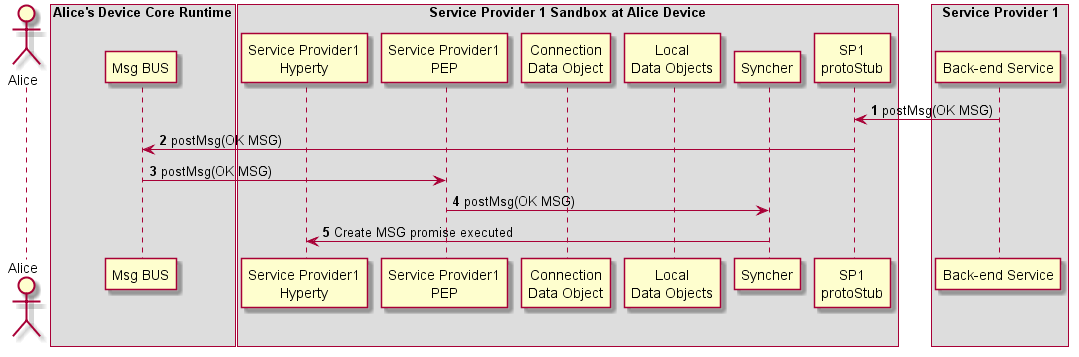 Alice's Device Core Runtime
Service Provider 1 Sandbox at Alice Device
Service Provider 1
Alice
Msg BUS
Service Provider1
Hyperty
Service Provider1
PEP
Connection
Data Object
Local
Data Objects
Syncher
SP1
protoStub
Back-end Service
1 postMsg(OK MSG)
2 postMsg(OK MSG)
3 postMsg(OK MSG)
4 postMsg(OK MSG)
5 Create MSG promise executed
Alice
Msg BUS
Service Provider1
Hyperty
Service Provider1
PEP
Connection
Data Object
Local
Data Objects
Syncher
SP1
protoStub
Back-end Service